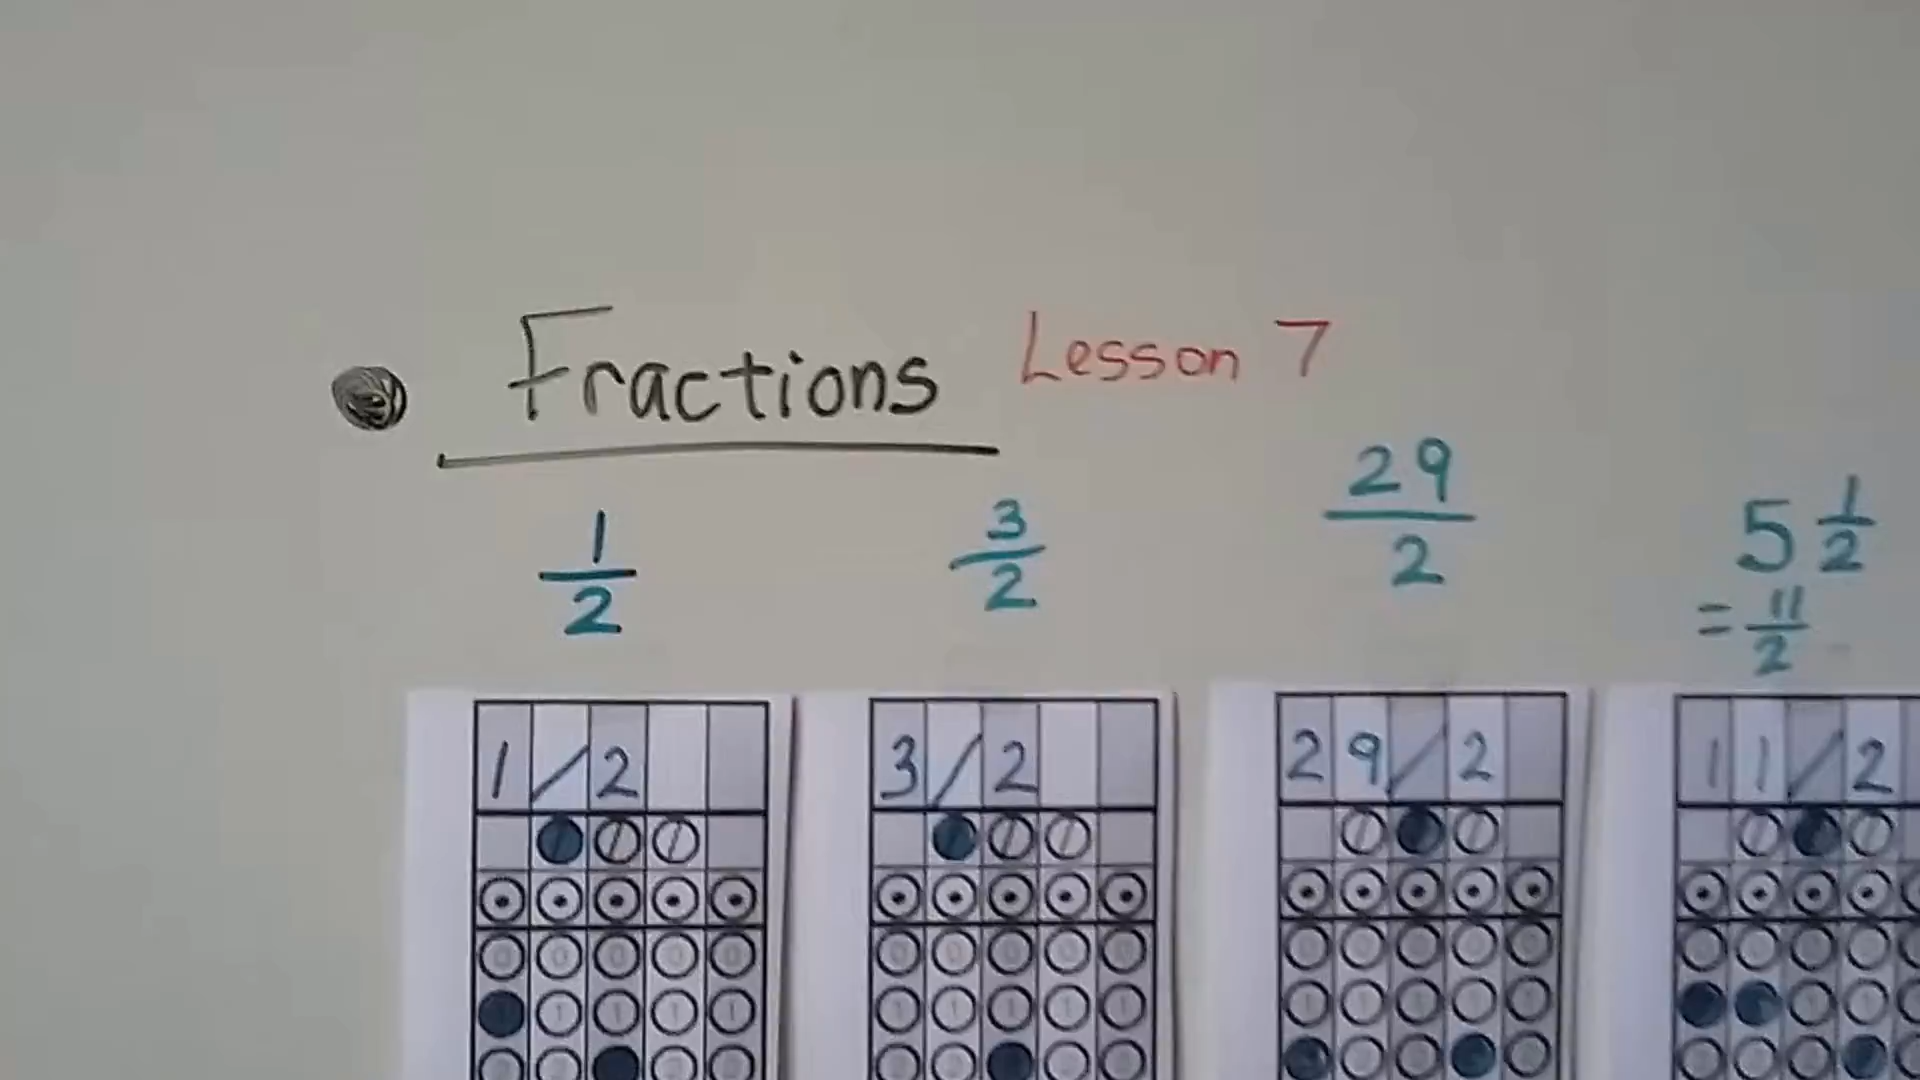 • Fractions Lesson 7
1/2 3/2 29/2 5 1/2
= 11/2
1/2 3/2 29/2 11/2